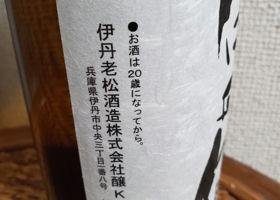 ●お酒は20歳になってから。
伊丹老松酒造株式会社醸 K
兵庫県伊丹市中央三丁目一番八号